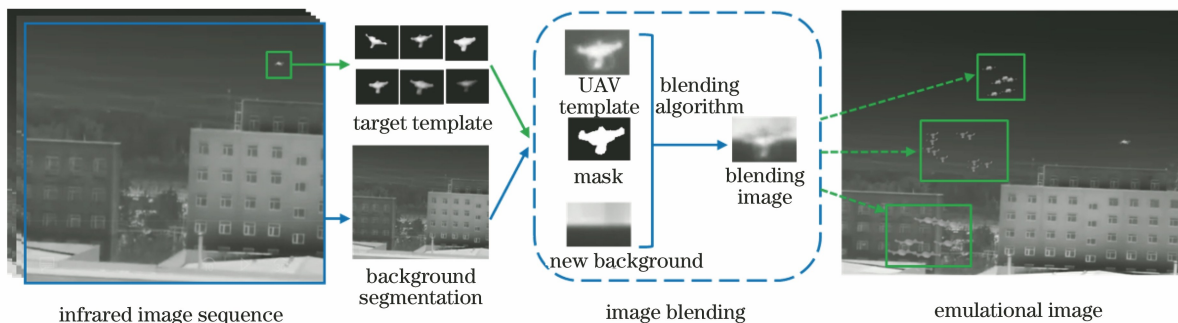 target template
background
segmentation
UAV
template
mask
new background
blending
algorithm
blending
image
infrared image sequence
image blending
emulational image